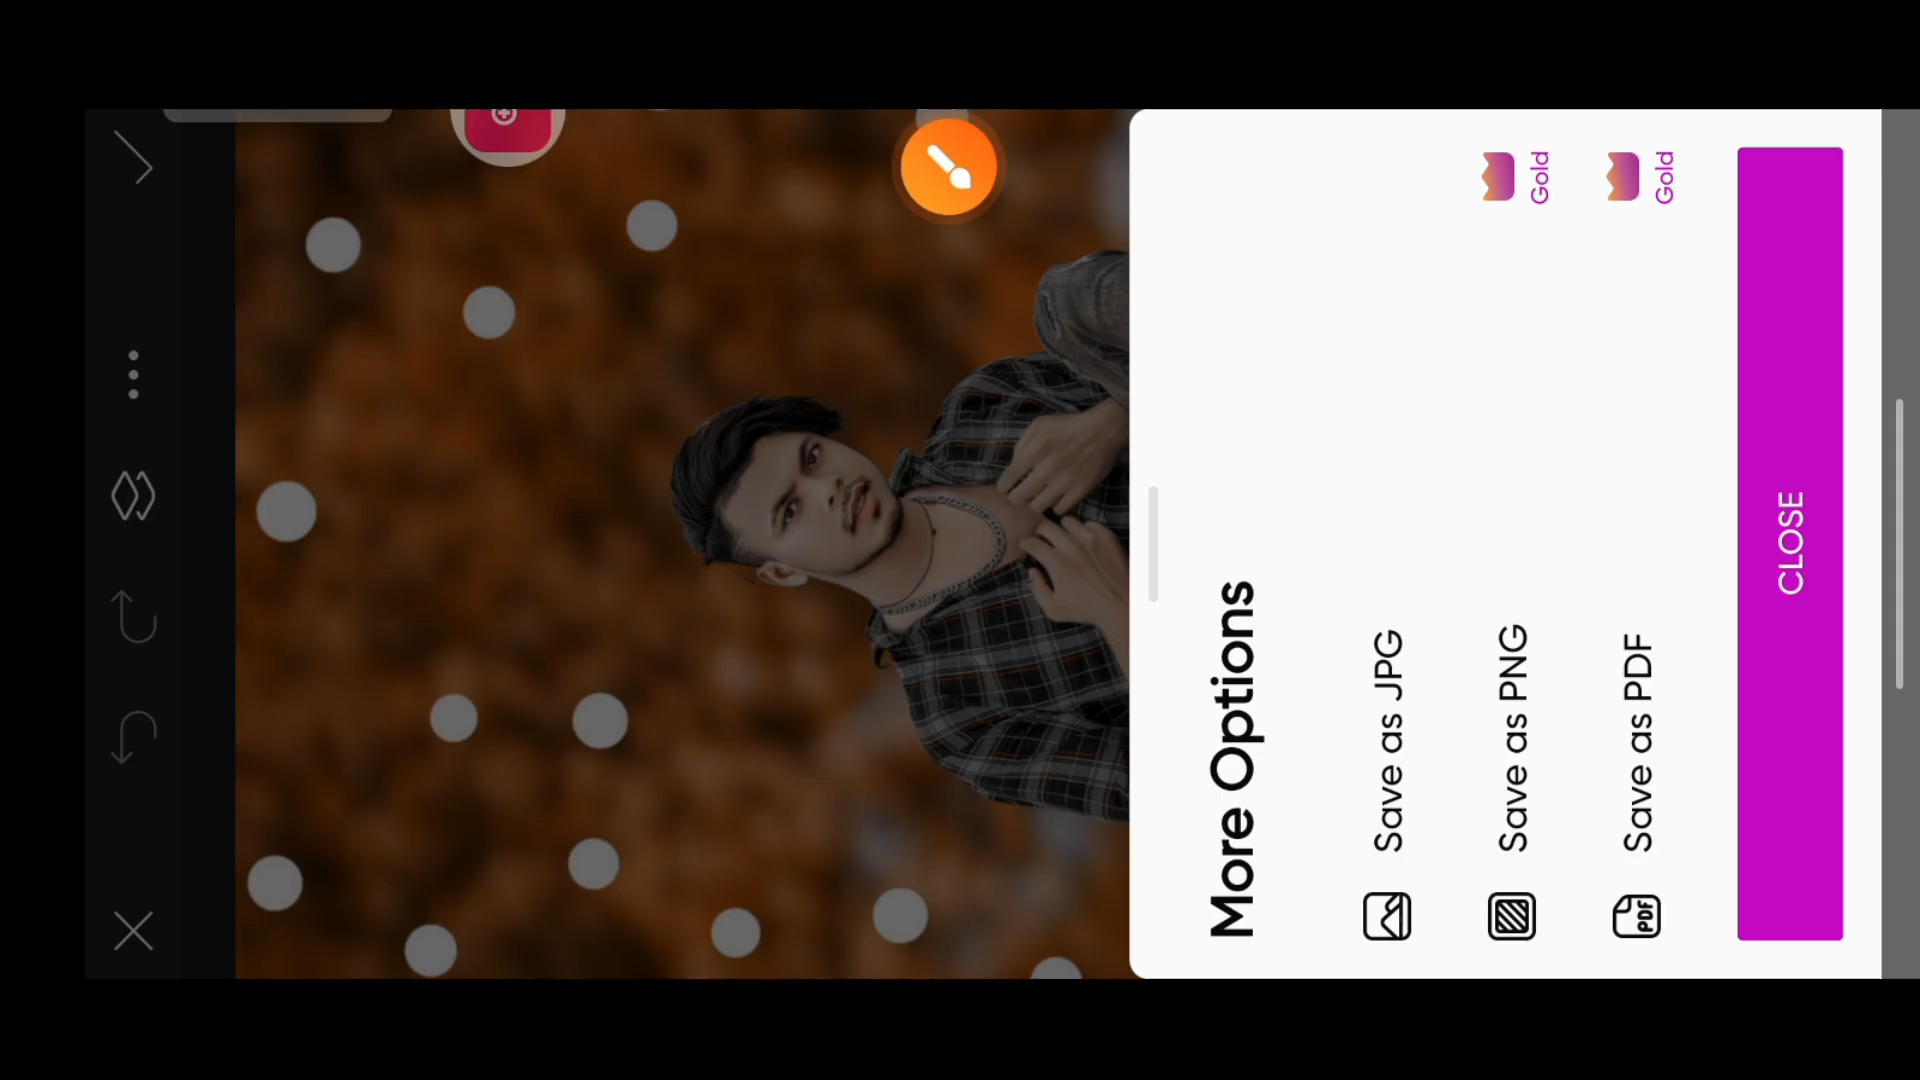 More Options
Save as JPG
Save as PNG
Gold
Save as PDF
Gold
CLOSE